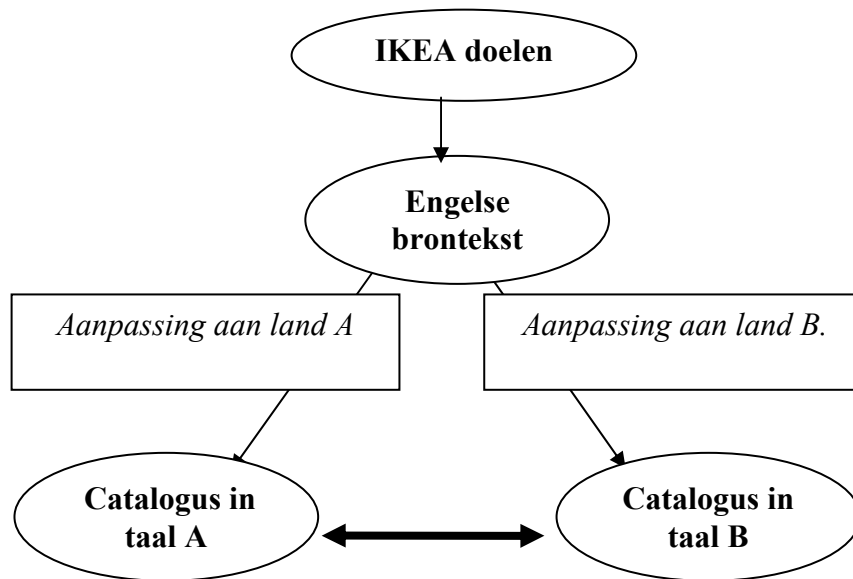 IKEA doelen
Engelse
brontekst
Aanpassing aan land A
Aanpassing aan land B.
Catalogus in
taal A
Catalogus in
taal B